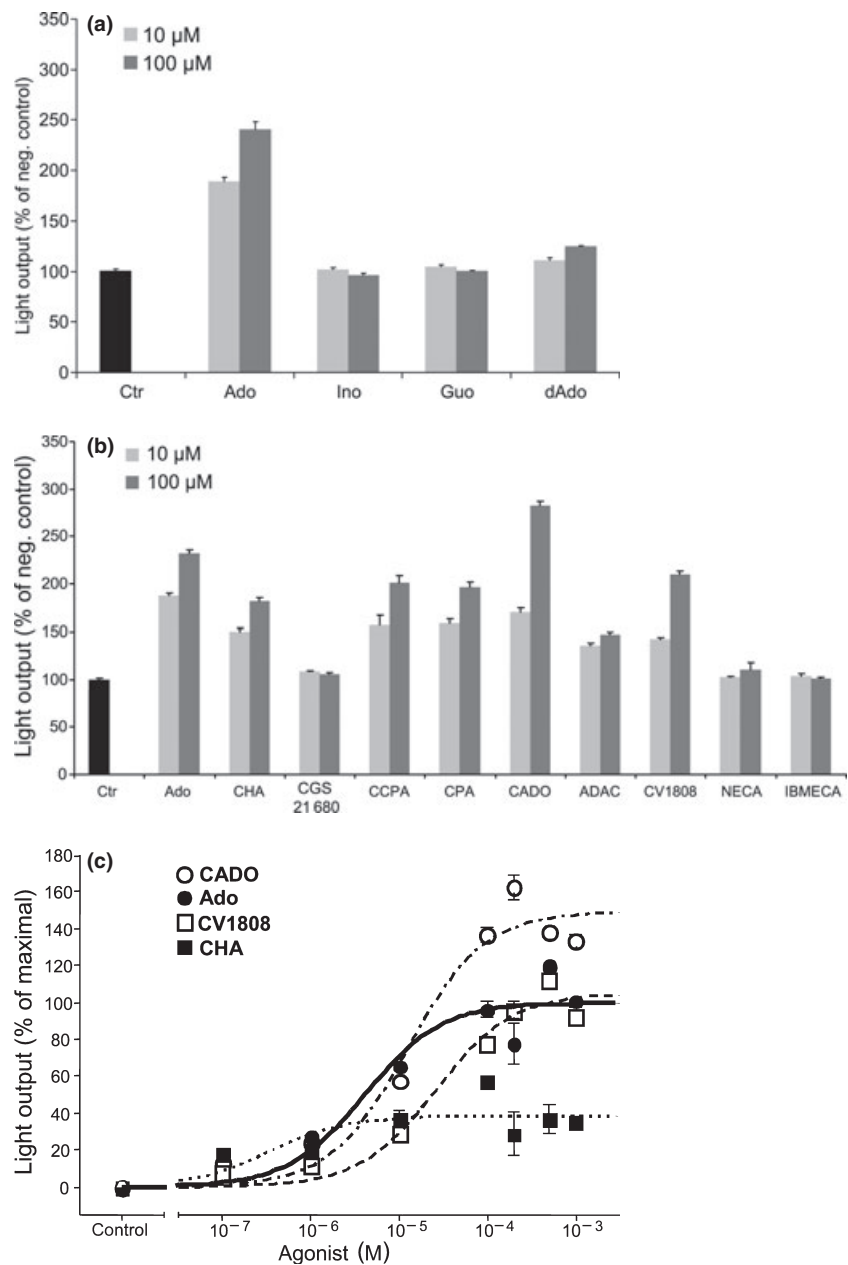 (a)
10 µM
100 µM
Light output (% of neg. control)
350
300
250
200
150
100
50
0
Ctr Ado Ino Guo dAdo
(b)
10 µM
100 µM
Light output (% of neg. control)
350
300
250
200
150
100
50
0
Ctr Ado CHA CGS 21 680 CCPA CPA CADO ADAC CV1808 NECA IBMECA
(c)
CADO
Ado
CV1808
CHA
Light output (% of maximal)
180
160
140
120
100
80
60
40
20
0
Control 10⁻⁷ 10⁻⁶ 10⁻⁵ 10⁻⁴ 10⁻³
Agonist (M)